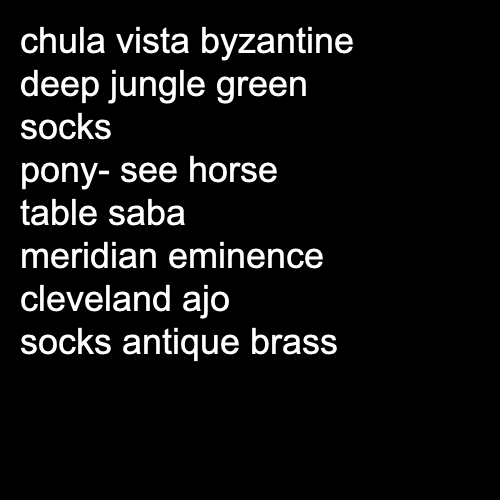 chula vista byzantine
deep jungle green
socks
pony- see horse
table saba
meridian eminence
cleveland ajo
socks antique brass